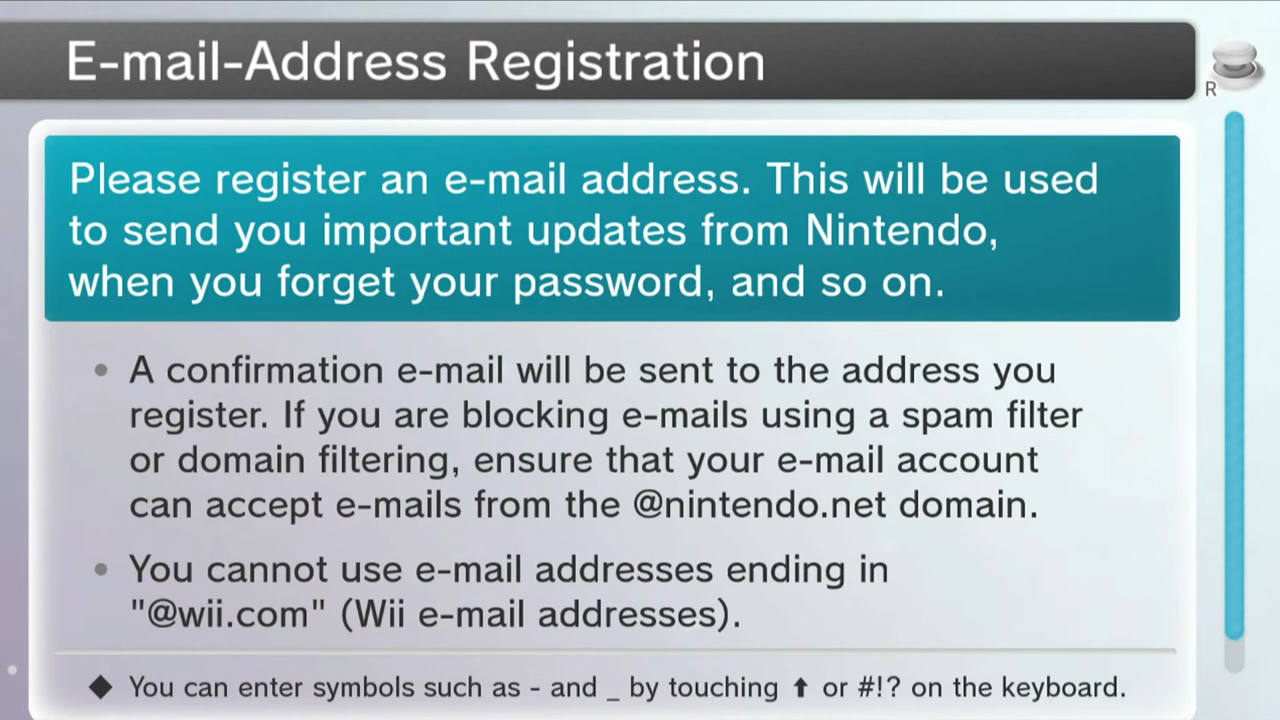 E-mail-Address Registration
R
Please register an e-mail address. This will be used
to send you important updates from Nintendo,
when you forget your password, and so on.
• A confirmation e-mail will be sent to the address you
register. If you are blocking e-mails using a spam filter
or domain filtering, ensure that your e-mail account
can accept e-mails from the @nintendo.net domain.
• You cannot use e-mail addresses ending in
"@wii.com" (Wii e-mail addresses).
◆ You can enter symbols such as - and _ by touching ⬆ or #!? on the keyboard.